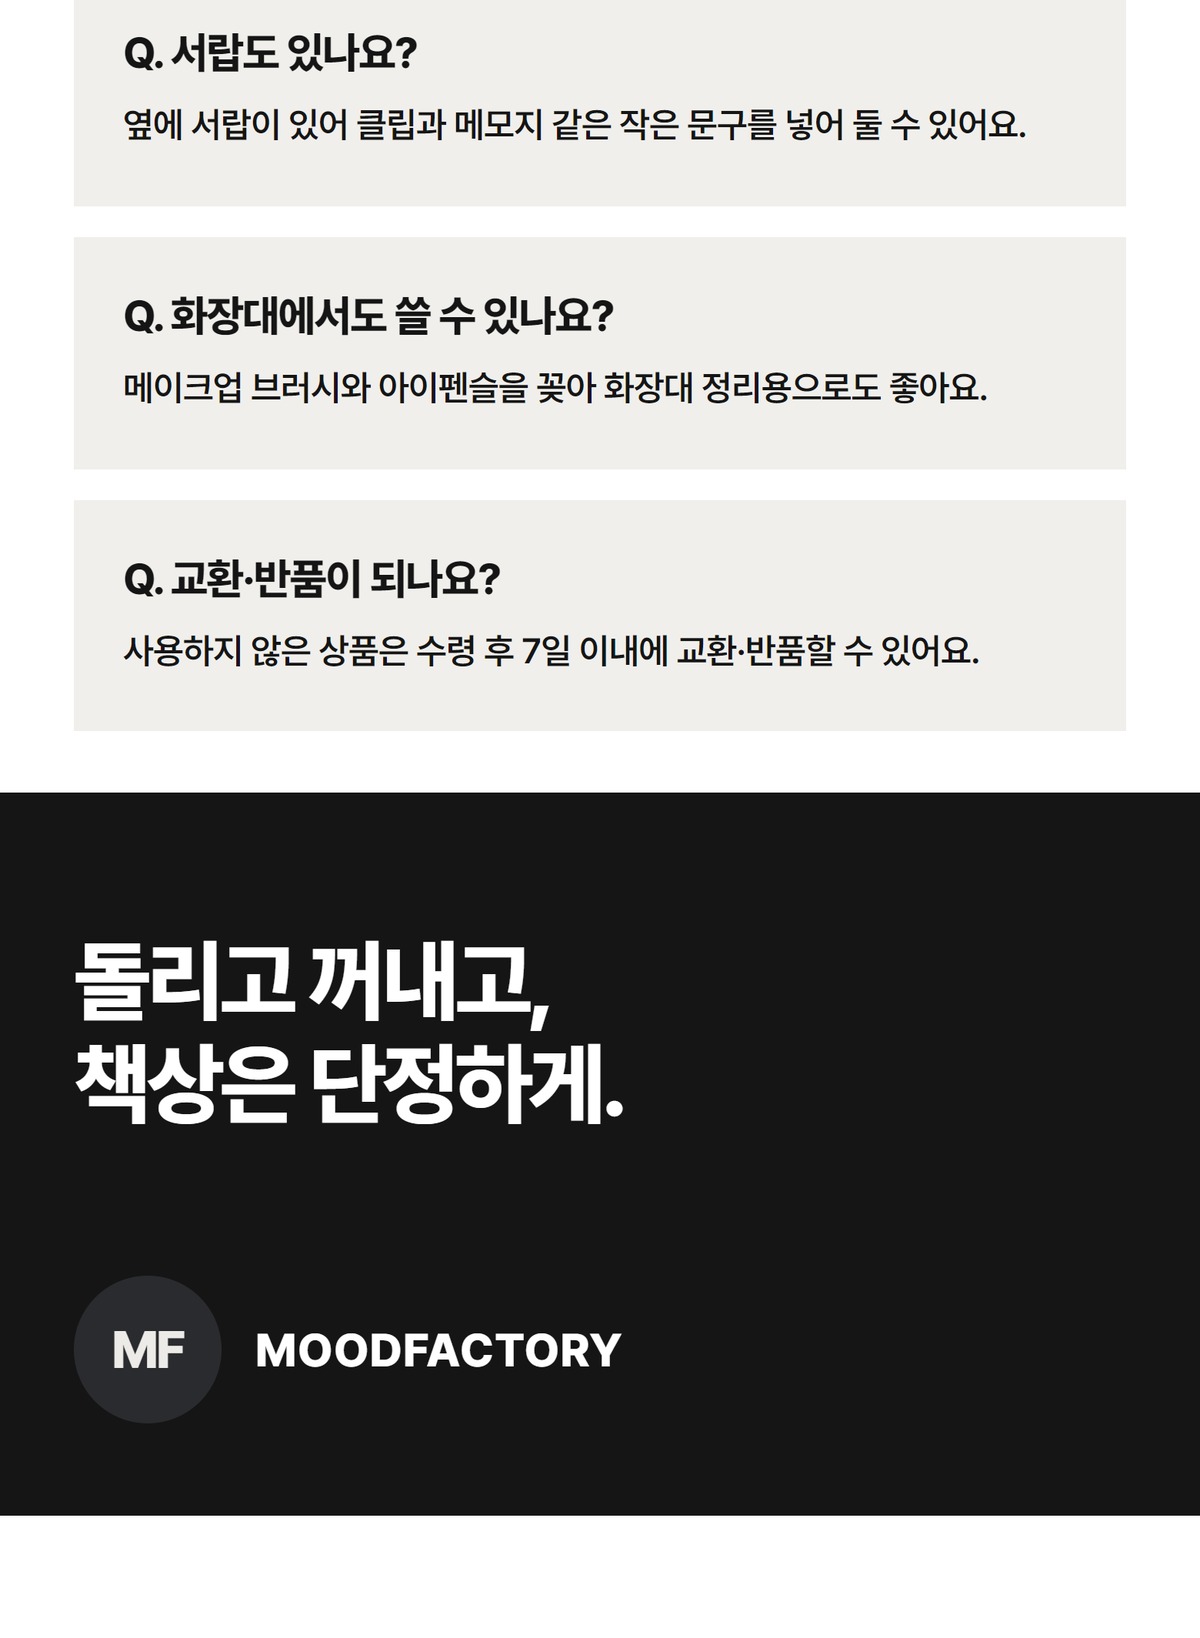 Q. 서랍도 있나요?
옆에 서랍이 있어 클립과 메모지 같은 작은 문구를 넣어 둘 수 있어요.
Q. 화장대에서도 쓸 수 있나요?
메이크업 브러시와 아이펜슬을 꽂아 화장대 정리용으로도 좋아요.
Q. 교환·반품이 되나요?
사용하지 않은 상품은 수령 후 7일 이내에 교환·반품할 수 있어요.
돌리고 꺼내고,
책상은 단정하게.
MF
MOODFACTORY